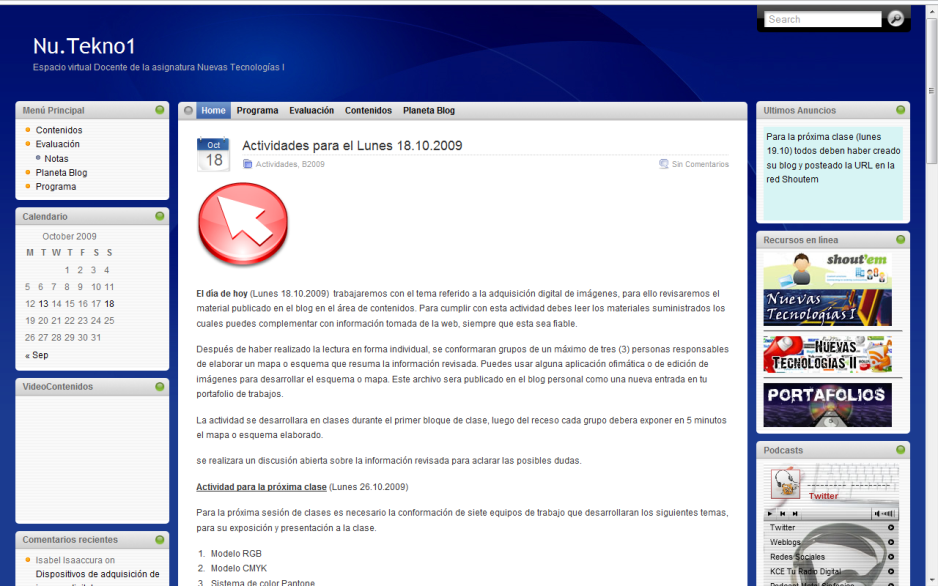 Search
Nu.Tekno1
Espacio virtual Docente de la asignatura Nuevas Tecnologías I
Menú Principal
Contenidos
Evaluación
Notas
Planeta Blog
Programa
Calendario
October 2009
M T W T F S S
1 2 3 4
5 6 7 8 9 10 11
12 13 14 15 16 17 18
19 20 21 22 23 24 25
26 27 28 29 30 31
« Sep
VideoContenidos
Comentarios recientes
Isabel Isaaccura on
Dispositivos de adquisición de
Home Programa Evaluación Contenidos Planeta Blog
Oct
18
Actividades para el Lunes 18.10.2009
Actividades, B2009
Sin Comentarios
El día de hoy (Lunes 18.10.2009) trabajaremos con el tema referido a la adquisición digital de imágenes, para ello revisaremos el
material publicado en el blog en el área de contenidos. Para cumplir con esta actividad debes leer los materiales suministrados los
cuales puedes complementar con información tomada de la web, siempre que esta sea fiable.
Después de haber realizado la lectura en forma individual, se conformaran grupos de un máximo de tres (3) personas responsables
de elaborar un mapa o esquema que resuma la información revisada. Puedes usar alguna aplicación ofimática o de edición de
imágenes para desarrollar el esquema o mapa. Este archivo sera publicado en el blog personal como una nueva entrada en tu
portafolio de trabajos.
La actividad se desarrollara en clases durante el primer bloque de clase, luego del receso cada grupo debera exponer en 5 minutos
el mapa o esquema elaborado.
se realizara un discusión abierta sobre la información revisada para aclarar las posibles dudas.
Actividad para la próxima clase (Lunes 26.10.2009)
Para la próxima sesión de clases es necesario la conformación de siete equipos de trabajo que desarrollaran los siguientes temas,
para su exposición y presentación a la clase.
1. Modelo RGB
2. Modelo CMYK
3. Sistema de color Pantone
Ultimos Anuncios
Para la próxima clase (lunes
19.10) todos deben haber creado
su blog y posteado la URL en la
red Shoutem
Recursos en línea
shout'em
Nuevas
Tecnologías I
NUEVAS
TECNOLOGÍAS II
PORTAFOLIOS
Podcasts
Twitter
Twitter
Weblogs
Redes Sociales
KCE Tu Radio Digital